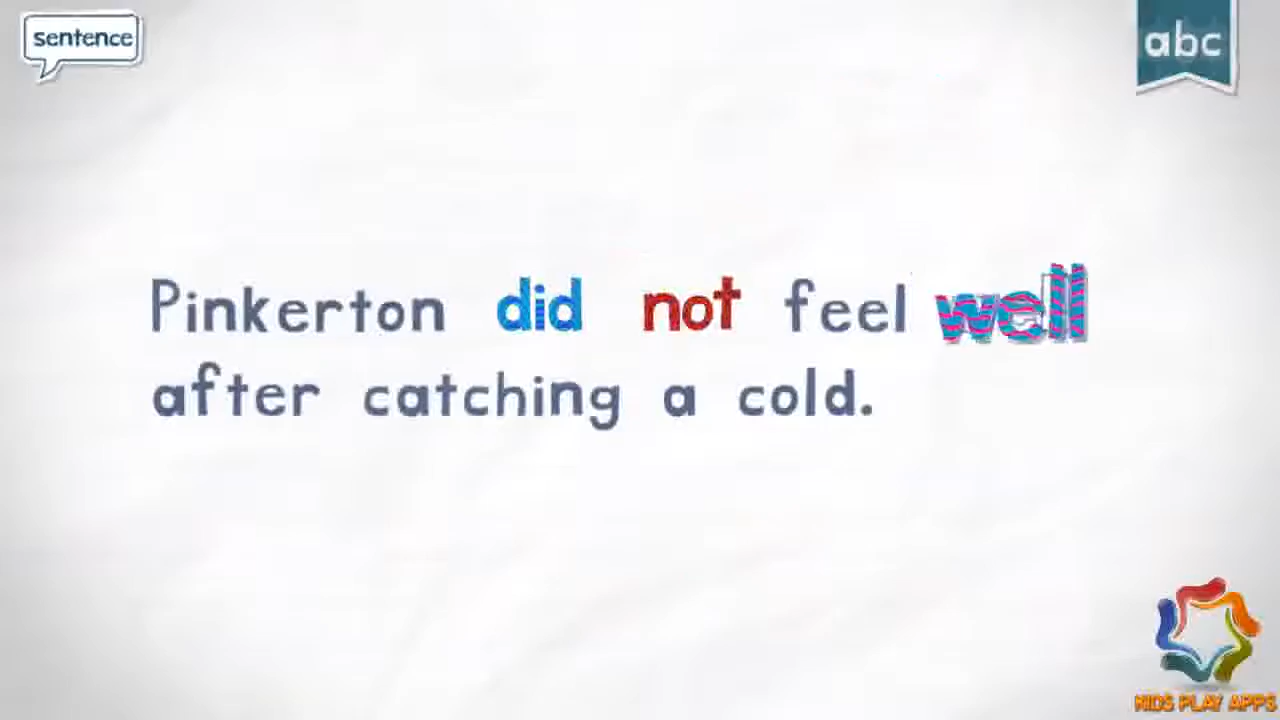 sentence
abc
Pinkerton did not feel well
after catching a cold.
KIDS PLAY APPS